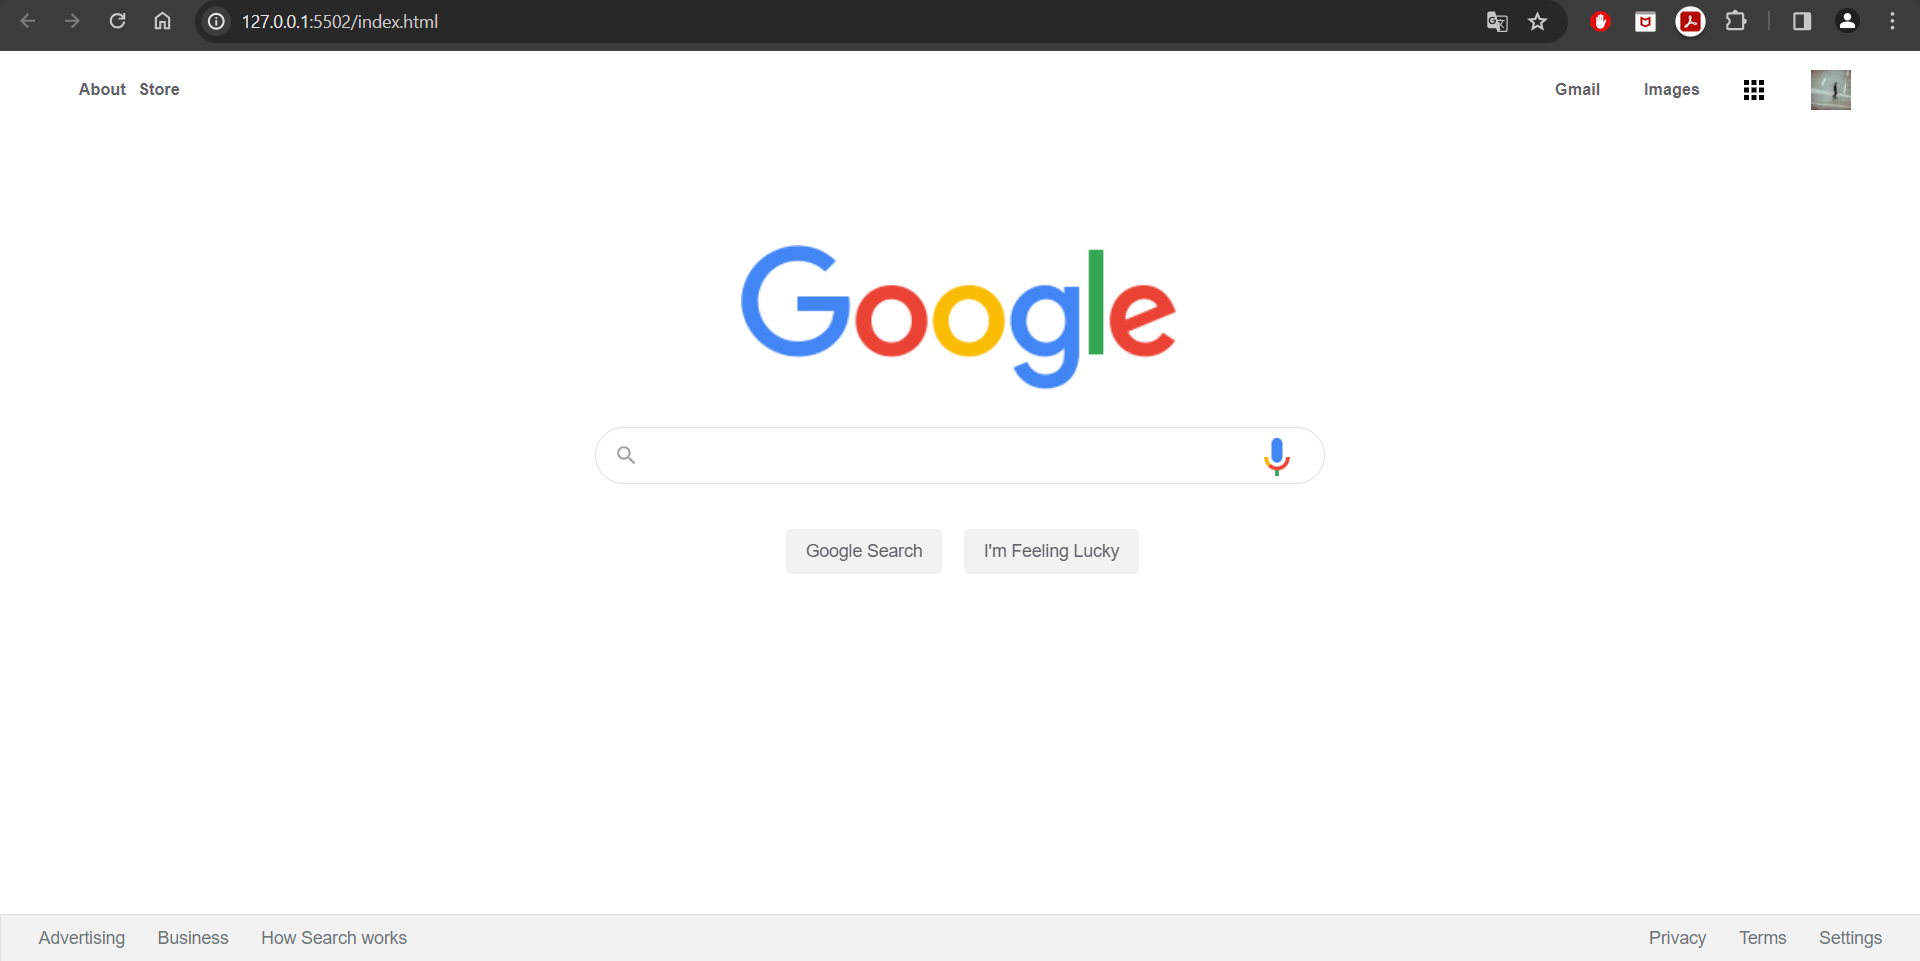 127.0.0.1:5502/index.html
About Store Gmail Images
Google
Google Search I'm Feeling Lucky
Advertising Business How Search works Privacy Terms Settings